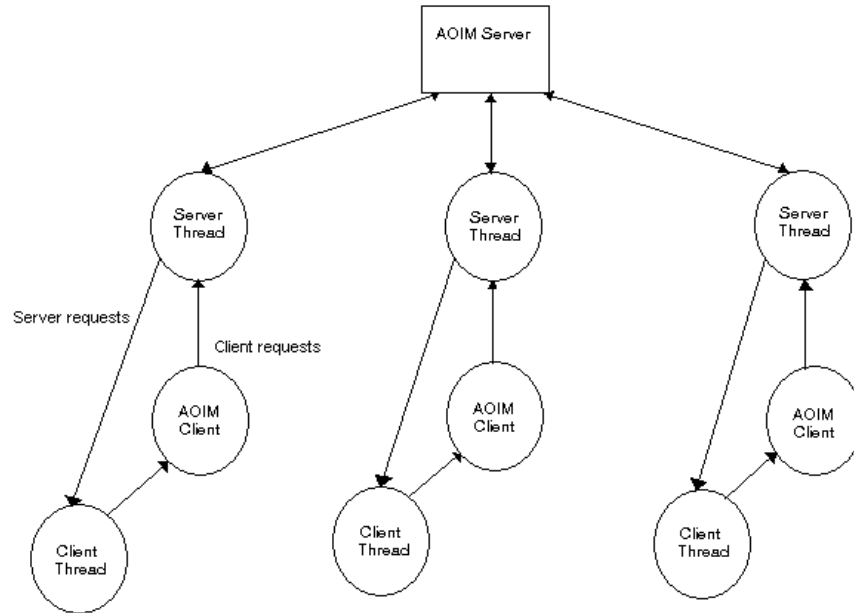 AOIM Server
Server
Thread
Server
Thread
Server
Thread
Server requests
Client requests
AOIM
Client
AOIM
Client
AOIM
Client
Client
Thread
Client
Thread
Client
Thread